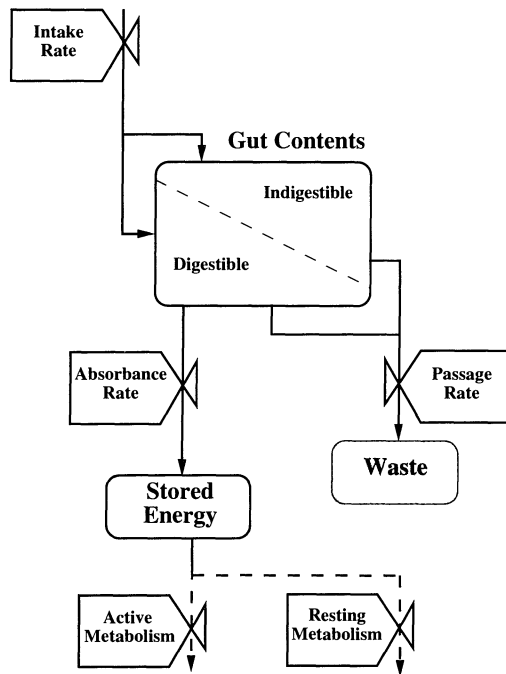 Intake
Rate
Gut Contents
Indigestible
Digestible
Absorbance
Rate
Passage
Rate
Waste
Stored
Energy
Active
Metabolism
Resting
Metabolism